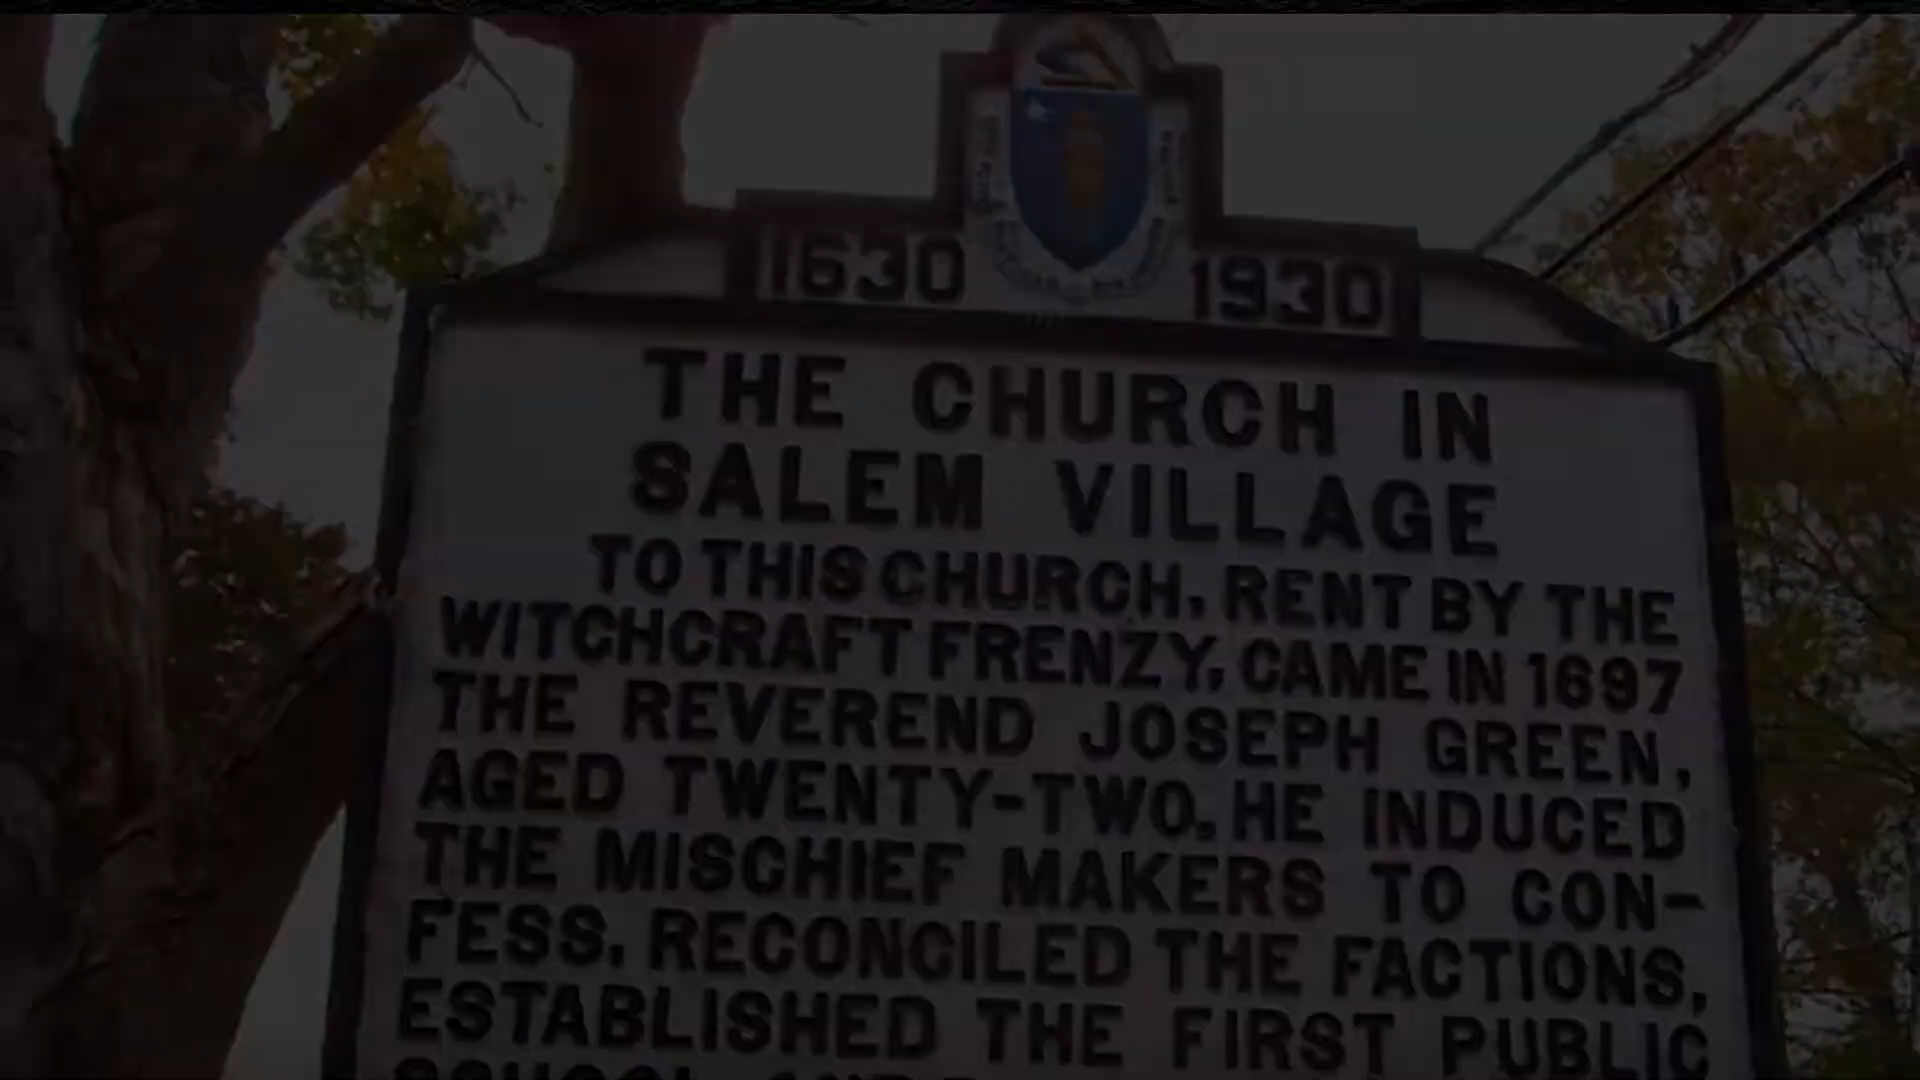 1630 1930
THE CHURCH IN
SALEM VILLAGE
TO THIS CHURCH, RENT BY THE
WITCHCRAFT FRENZY, CAME IN 1697
THE REVEREND JOSEPH GREEN,
AGED TWENTY-TWO. HE INDUCED
THE MISCHIEF MAKERS TO CON-
FESS, RECONCILED THE FACTIONS,
ESTABLISHED THE FIRST PUBLIC